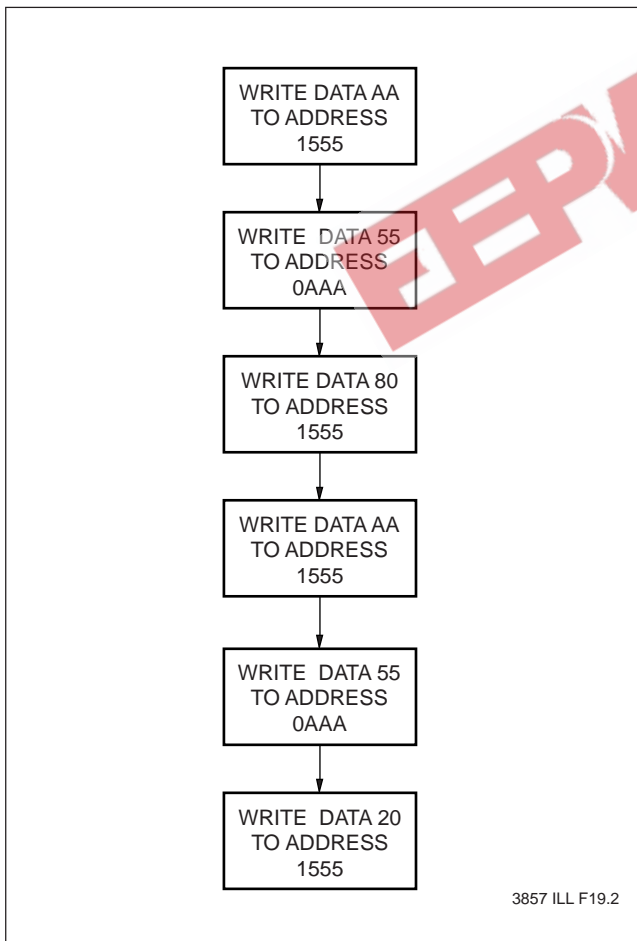 WRITE DATA AA
TO ADDRESS
1555
WRITE DATA 55
TO ADDRESS
0AAA
WRITE DATA 80
TO ADDRESS
1555
WRITE DATA AA
TO ADDRESS
1555
WRITE DATA 55
TO ADDRESS
0AAA
WRITE DATA 20
TO ADDRESS
1555
3857 ILL F19.2